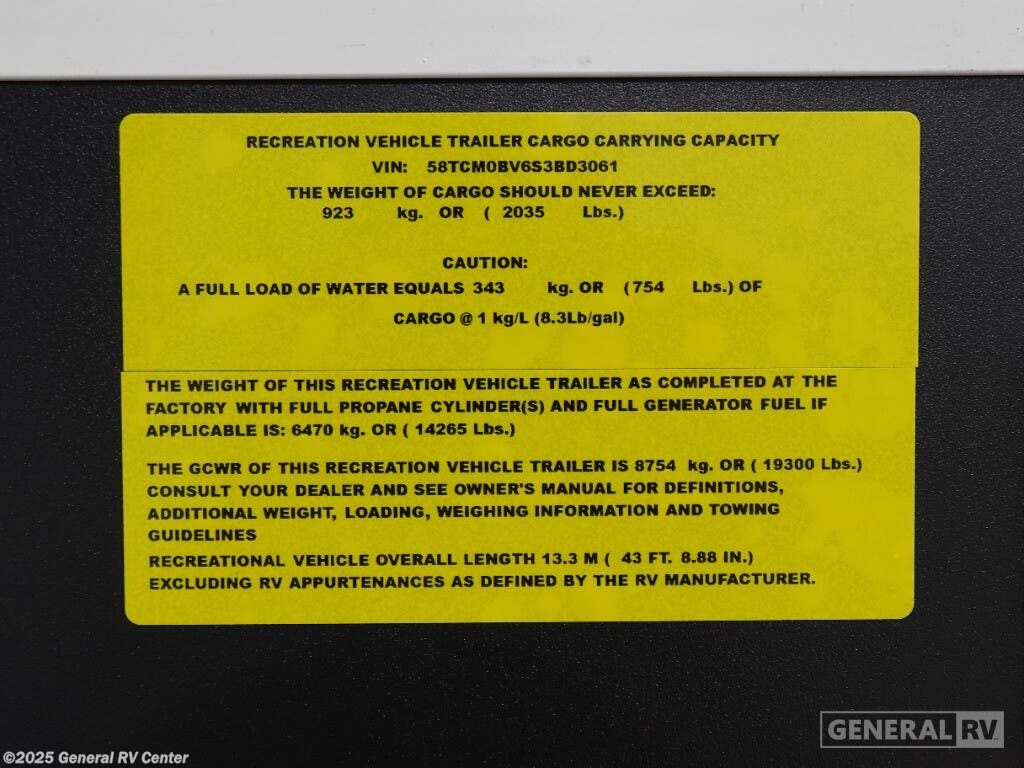 RECREATION VEHICLE TRAILER CARGO CARRYING CAPACITY
VIN: 58TCM0BV6S3BD3061
THE WEIGHT OF CARGO SHOULD NEVER EXCEED:
923 kg. OR ( 2035 Lbs.)
CAUTION:
A FULL LOAD OF WATER EQUALS 343 kg. OR (754 Lbs.) OF
CARGO @ 1 kg/L (8.3Lb/gal)
THE WEIGHT OF THIS RECREATION VEHICLE TRAILER AS COMPLETED AT THE
FACTORY WITH FULL PROPANE CYLINDER(S) AND FULL GENERATOR FUEL IF
APPLICABLE IS: 6470 kg. OR ( 14265 Lbs.)
THE GCWR OF THIS RECREATION VEHICLE TRAILER IS 8754 kg. OR ( 19300 Lbs.)
CONSULT YOUR DEALER AND SEE OWNER'S MANUAL FOR DEFINITIONS,
ADDITIONAL WEIGHT, LOADING, WEIGHING INFORMATION AND TOWING
GUIDELINES
RECREATIONAL VEHICLE OVERALL LENGTH 13.3 M ( 43 FT. 8.88 IN.)
EXCLUDING RV APPURTENANCES AS DEFINED BY THE RV MANUFACTURER.
GENERAL RV
©2025 General RV Center